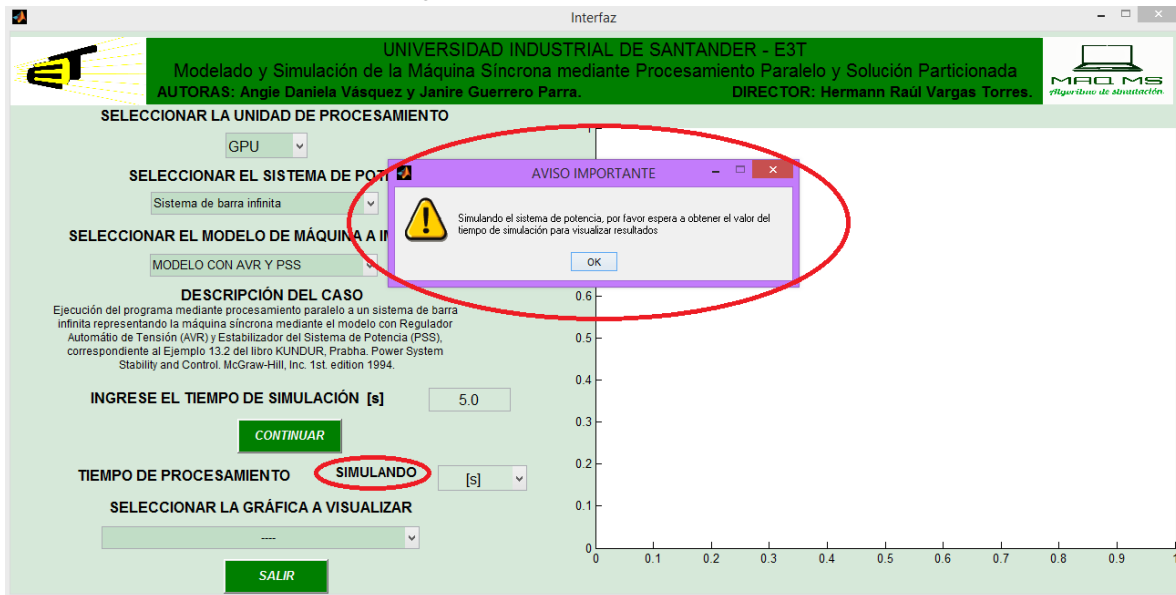 Interfaz
UNIVERSIDAD INDUSTRIAL DE SANTANDER - E3T
Modelado y Simulación de la Máquina Síncrona mediante Procesamiento Paralelo y Solución Particionada
AUTORAS: Angie Daniela Vásquez y Janire Guerrero Parra. DIRECTOR: Hermann Raúl Vargas Torres.
MAQ MS
Algoritmo de simulación.
SELECCIONAR LA UNIDAD DE PROCESAMIENTO
GPU
SELECCIONAR EL SISTEMA DE POT
Sistema de barra infinita
SELECCIONAR EL MODELO DE MÁQUINA A I
MODELO CON AVR Y PSS
AVISO IMPORTANTE
Simulando el sistema de potencia, por favor espera a obtener el valor del
tiempo de simulación para visualizar resultados
OK
DESCRIPCIÓN DEL CASO
Ejecución del programa mediante procesamiento paralelo a un sistema de barra
infinita representando la máquina síncrona mediante el modelo con Regulador
Automátio de Tensión (AVR) y Estabilizador del Sistema de Potencia (PSS),
correspondiente al Ejemplo 13.2 del libro KUNDUR, Prabha. Power System
Stability and Control. McGraw-Hill, Inc. 1st. edition 1994.
INGRESE EL TIEMPO DE SIMULACIÓN [s] 5.0
CONTINUAR
TIEMPO DE PROCESAMIENTO SIMULANDO [s]
SELECCIONAR LA GRÁFICA A VISUALIZAR
----
SALIR
0.6
0.5
0.4
0.3
0.2
0.1
0
0 0.1 0.2 0.3 0.4 0.5 0.6 0.7 0.8 0.9